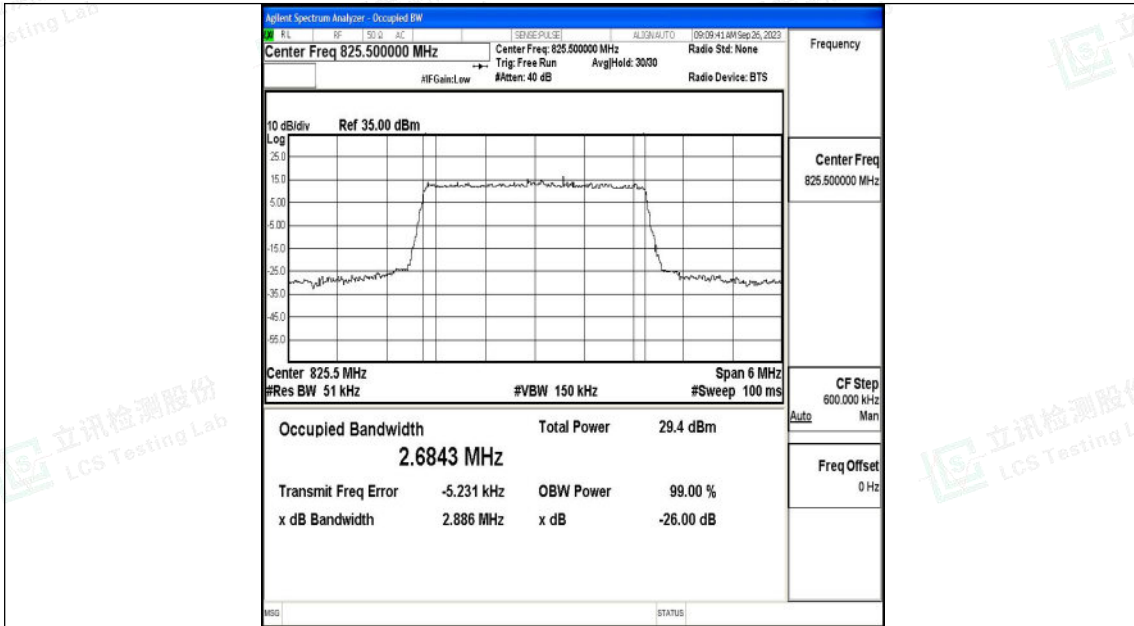 Agilent Spectrum Analyzer - Occupied BW
RL RF 50 Ω AC SENSE:PULSE ALIGNAUTO 09:09:41 AM Sep 26, 2023
Center Freq 825.500000 MHz
Center Freq: 825.500000 MHz
Radio Std: None
Trig: Free Run Avg|Hold: 30/30
#IFGain:Low
#Atten: 40 dB
Radio Device: BTS
Frequency
10 dB/div Ref 35.00 dBm
Log
25.0
15.0
5.00
-5.00
-15.0
-25.0
-35.0
-45.0
-55.0
Center Freq
825.500000 MHz
Center 825.5 MHz Span 6 MHz
#Res BW 51 kHz #VBW 150 kHz #Sweep 100 ms
CF Step
600.000 kHz
Auto Man
Occupied Bandwidth Total Power 29.4 dBm
2.6843 MHz
Freq Offset
0 Hz
Transmit Freq Error -5.231 kHz OBW Power 99.00 %
x dB Bandwidth 2.886 MHz x dB -26.00 dB
MSG STATUS
sting Lab
立讯检测股份
LCS Testing Lab
立讯检测股份
LCS Testing L